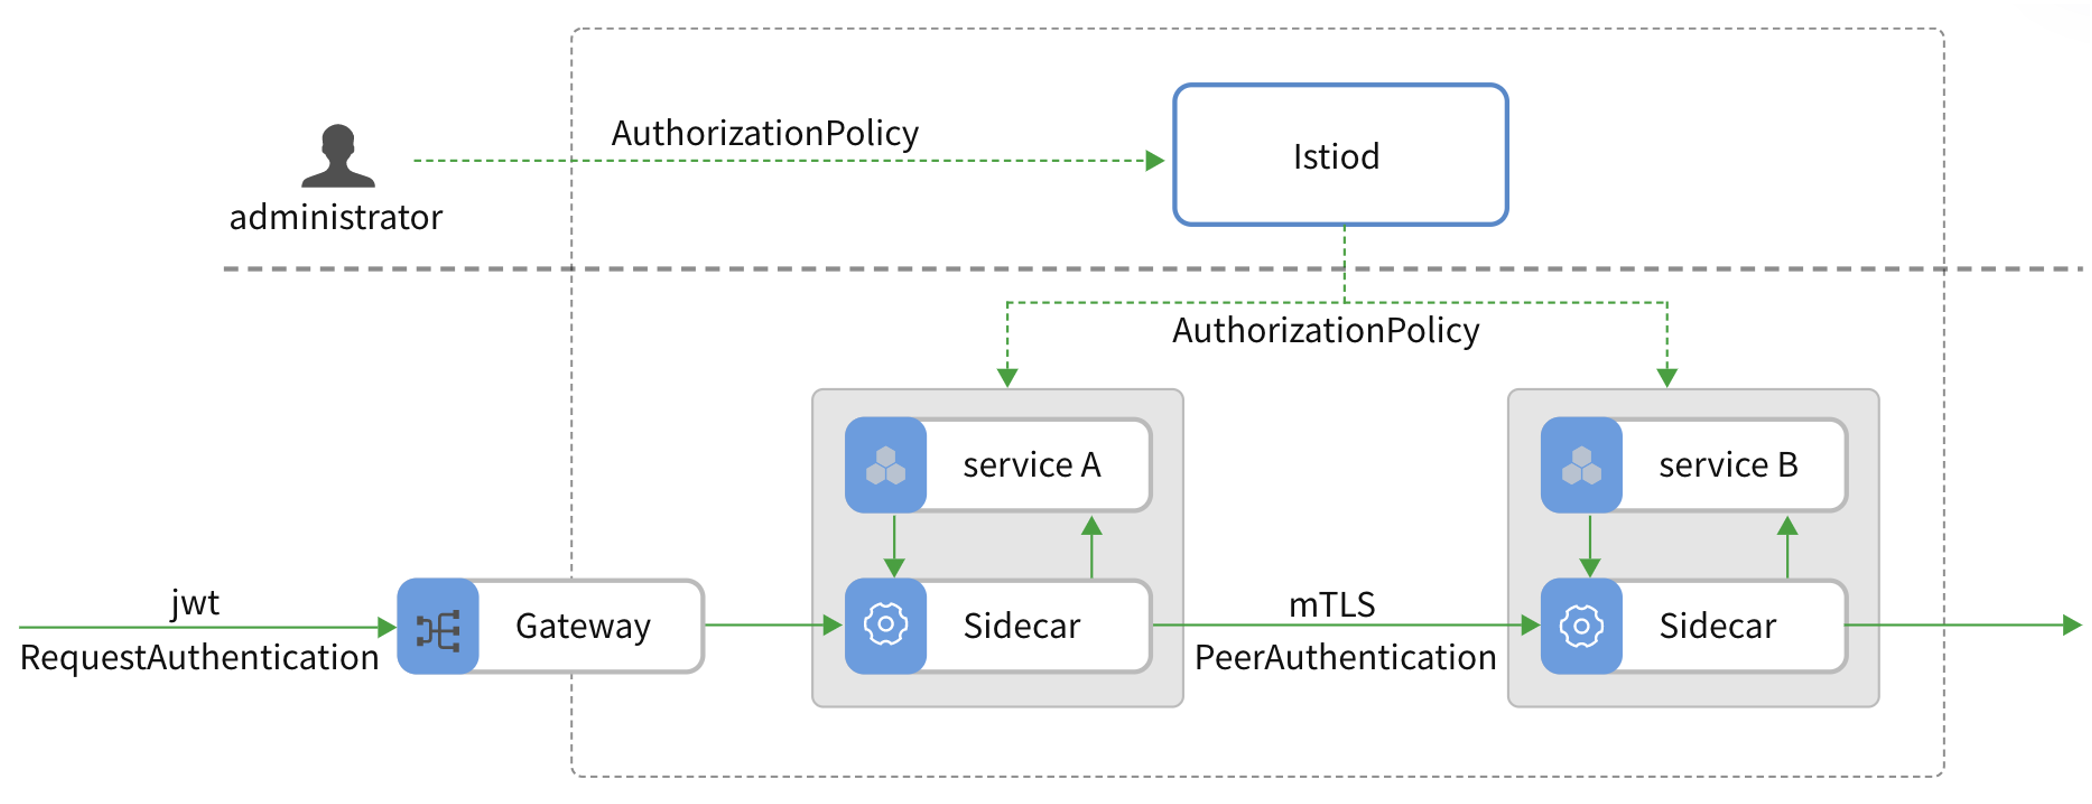 AuthorizationPolicy
Istiod
administrator
AuthorizationPolicy
service A
service B
jwt
RequestAuthentication
Gateway
Sidecar
mTLS
PeerAuthentication
Sidecar